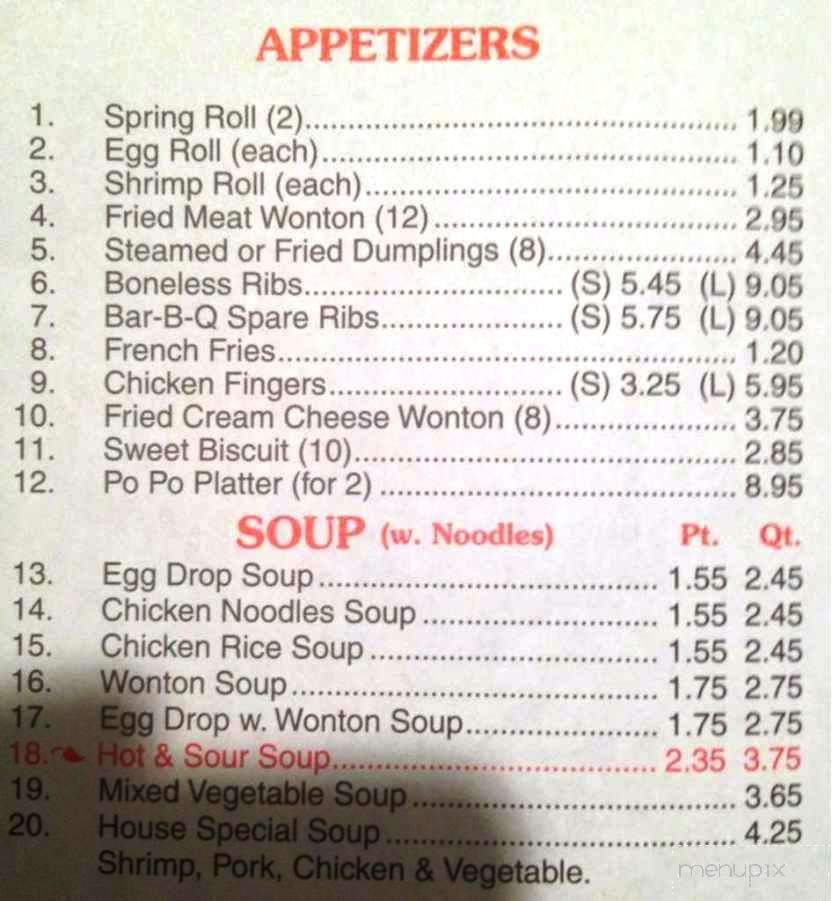 APPETIZERS
1. Spring Roll (2)................................................ 1.99
2. Egg Roll (each)............................................... 1.10
3. Shrimp Roll (each).......................................... 1.25
4. Fried Meat Wonton (12) .................................. 2.95
5. Steamed or Fried Dumplings (8)...................... 4.45
6. Boneless Ribs............................. (S) 5.45 (L) 9.05
7. Bar-B-Q Spare Ribs.................... (S) 5.75 (L) 9.05
8. French Fries.................................................... 1.20
9. Chicken Fingers.......................... (S) 3.25 (L) 5.95
10. Fried Cream Cheese Wonton (8).................... 3.75
11. Sweet Biscuit (10)........................................... 2.85
12. Po Po Platter (for 2) ........................................ 8.95
SOUP (w. Noodles) Pt. Qt.
13. Egg Drop Soup ...................................... 1.55 2.45
14. Chicken Noodles Soup .......................... 1.55 2.45
15. Chicken Rice Soup ................................ 1.55 2.45
16. Wonton Soup......................................... 1.75 2.75
17. Egg Drop w. Wonton Soup..................... 1.75 2.75
18. Hot & Sour Soup.................................... 2.35 3.75
19. Mixed Vegetable Soup .................................... 3.65
20. House Special Soup ....................................... 4.25
Shrimp, Pork, Chicken & Vegetable.
menupix